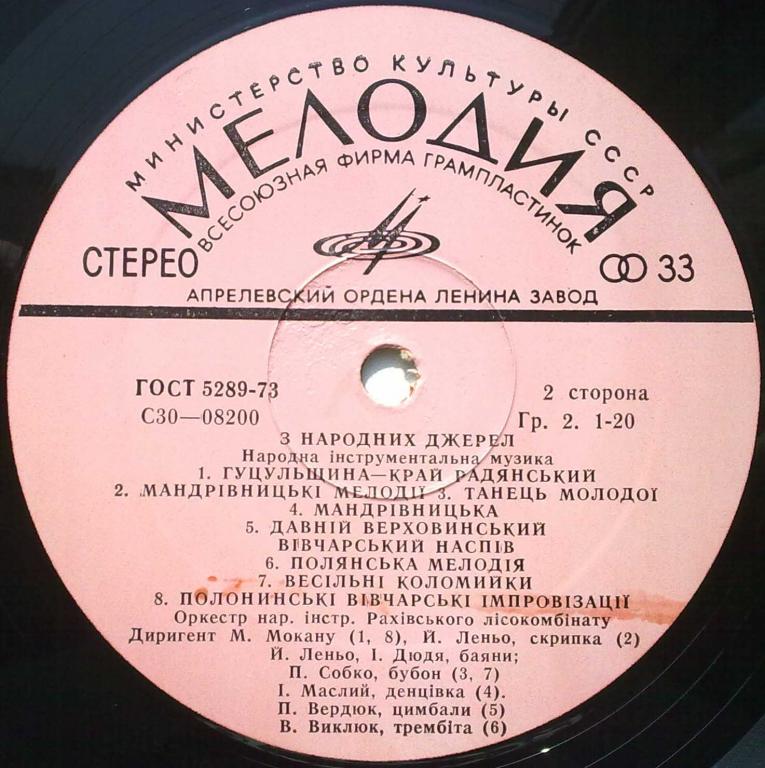 МИНИСТЕРСТВО КУЛЬТУРЫ СССР
МЕЛОДИЯ
ВСЕСОЮЗНАЯ ФИРМА ГРАМПЛАСТИНОК
СТЕРЕО
33
АПРЕЛЕВСКИЙ ОРДЕНА ЛЕНИНА ЗАВОД
ГОСТ 5289-73
2 сторона
С30—08200
Гр. 2. 1-20
З НАРОДНИХ ДЖЕРЕЛ
Народна інструментальна музика
1. ГУЦУЛЬЩИНА—КРАЙ РАДЯНСЬКИЙ
2. МАНДРІВНИЦЬКІ МЕЛОДІЇ 3. ТАНЕЦЬ МОЛОДОЇ
4. МАНДРІВНИЦЬКА
5. ДАВНІЙ ВЕРХОВИНСЬКИЙ
ВІВЧАРСЬКИЙ НАСПІВ
6. ПОЛЯНСЬКА МЕЛОДІЯ
7. ВЕСІЛЬНІ КОЛОМИЙКИ
8. ПОЛОНИНСЬКІ ВІВЧАРСЬКІ ІМПРОВІЗАЦІЇ
Оркестр нар. інстр. Рахівського лісокомбінату
Диригент М. Мокану (1, 8), Й. Леньо, скрипка (2)
Й. Леньо, І. Дюдя, баяни;
П. Собко, бубон (3, 7)
І. Маслий, денцівка (4).
П. Вердюк, цимбали (5)
В. Виклюк, трембіта (6)